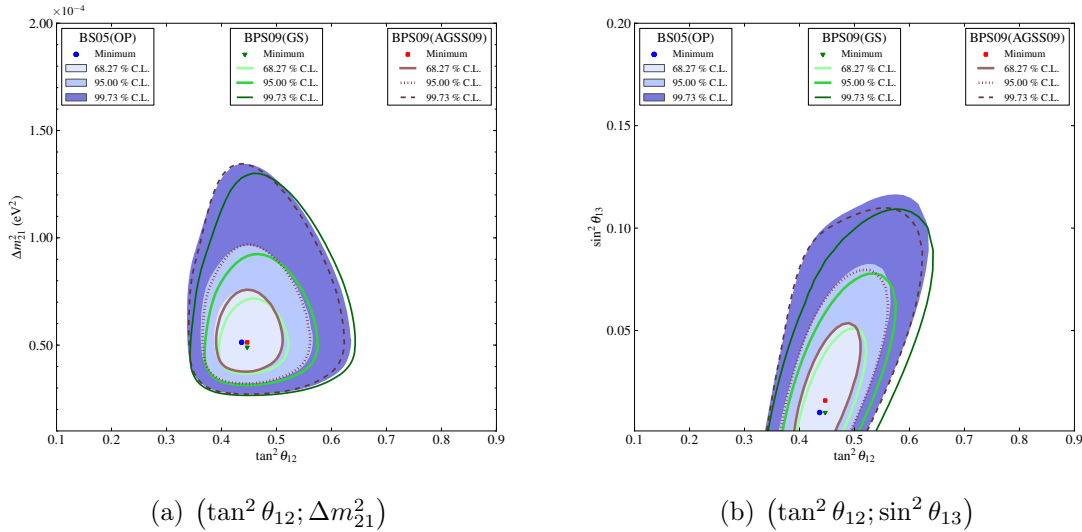 2.00 ×10⁻⁴
BS05(OP)
Minimum
68.27 % C.L.
95.00 % C.L.
99.73 % C.L.
BPS09(GS)
Minimum
68.27 % C.L.
95.00 % C.L.
99.73 % C.L.
BPS09(AGSS09)
Minimum
68.27 % C.L.
95.00 % C.L.
99.73 % C.L.
1.50
1.00
0.50
Δm²₂₁ (eV²)
0.1 0.2 0.3 0.4 0.5 0.6 0.7 0.8 0.9
tan² θ₁₂
(a) (tan² θ₁₂; Δm²₂₁)
0.20
BS05(OP)
Minimum
68.27 % C.L.
95.00 % C.L.
99.73 % C.L.
BPS09(GS)
Minimum
68.27 % C.L.
95.00 % C.L.
99.73 % C.L.
BPS09(AGSS09)
Minimum
68.27 % C.L.
95.00 % C.L.
99.73 % C.L.
0.15
0.10
0.05
sin² θ₁₃
0.1 0.2 0.3 0.4 0.5 0.6 0.7 0.8 0.9
tan² θ₁₂
(b) (tan² θ₁₂; sin² θ₁₃)